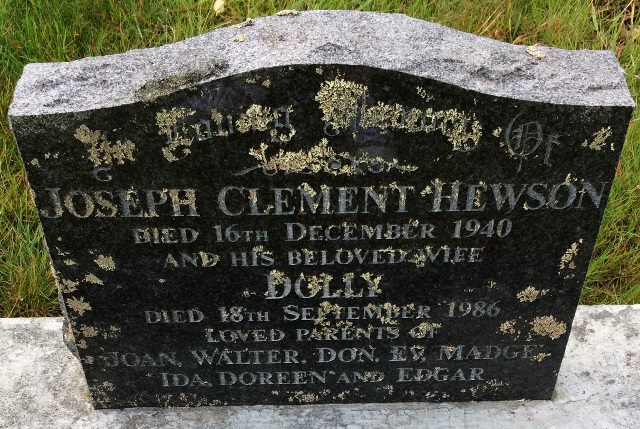 In Loving Memory Of
JOSEPH CLEMENT HEWSON
DIED 16TH DECEMBER 1940
AND HIS BELOVED WIFE
DOLLY
DIED 18TH SEPTEMBER 1986
LOVED PARENTS OF
JOAN, WALTER, DON, EV, MADGE,
IDA, DOREEN AND EDGAR